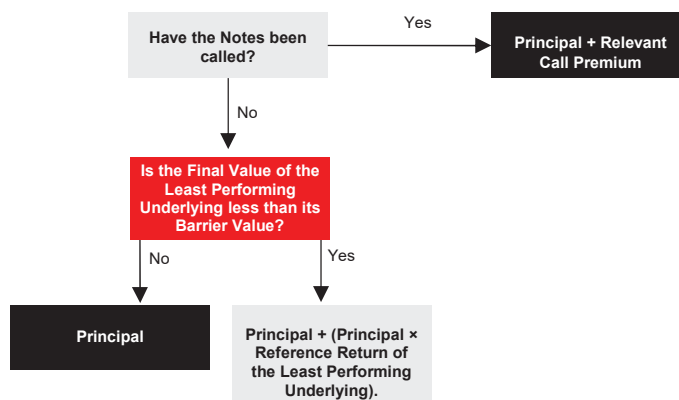 Have the Notes been
called?
Yes
Principal + Relevant
Call Premium
No
Is the Final Value of the
Least Performing
Underlying less than its
Barrier Value?
No
Yes
Principal
Principal + (Principal ×
Reference Return of
the Least Performing
Underlying).